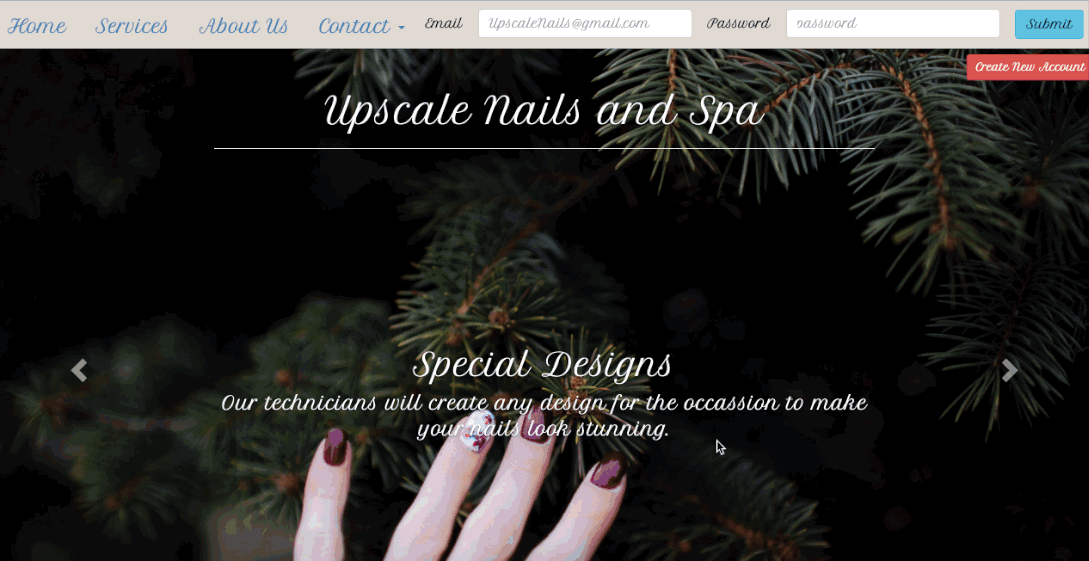 Home Services About Us Contact Email UpscaleNails@gmail.com Password password Submit
Create New Account
Upscale Nails and Spa
Special Designs
Our technicians will create any design for the occassion to make
your nails look stunning.